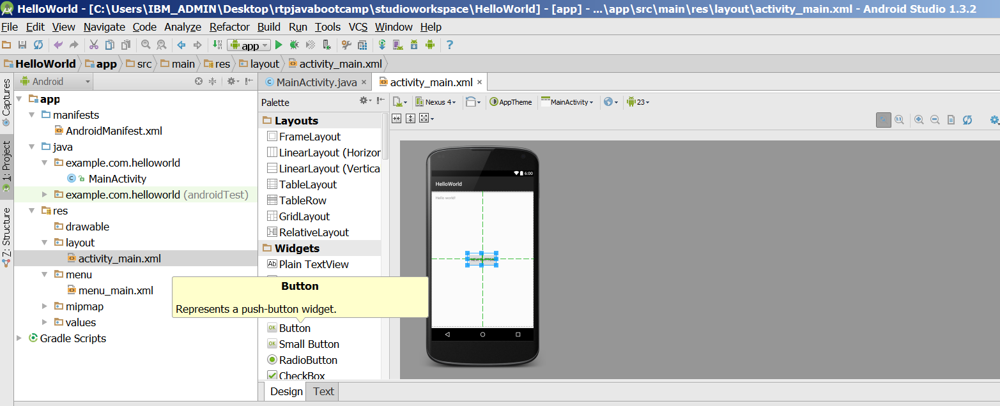 HelloWorld - [C:\Users\IBM_ADMIN\Desktop\rtpjavabootcamp\studioworkspace\HelloWorld] - [app] - ...\app\src\main\res\layout\activity_main.xml - Android Studio 1.3.2
File Edit View Navigate Code Analyze Refactor Build Run Tools VCS Window Help
app
HelloWorld app src main res layout activity_main.xml
Captures
1: Project
Z: Structure
Android
app
manifests
AndroidManifest.xml
java
example.com.helloworld
C MainActivity
example.com.helloworld (androidTest)
res
drawable
layout
activity_main.xml
menu
menu_main.xml
mipmap
values
Gradle Scripts
C MainActivity.java activity_main.xml
Palette
Layouts
FrameLayout
LinearLayout (Horizor
LinearLayout (Vertica
TableLayout
TableRow
GridLayout
RelativeLayout
Widgets
Ab Plain TextView
Button
Represents a push-button widget.
OK Button
OK Small Button
RadioButton
CheckBox
Nexus 4 AppTheme MainActivity 23
1:1
6:00
HelloWorld
Hello world!
NEW BUTTON
Design Text